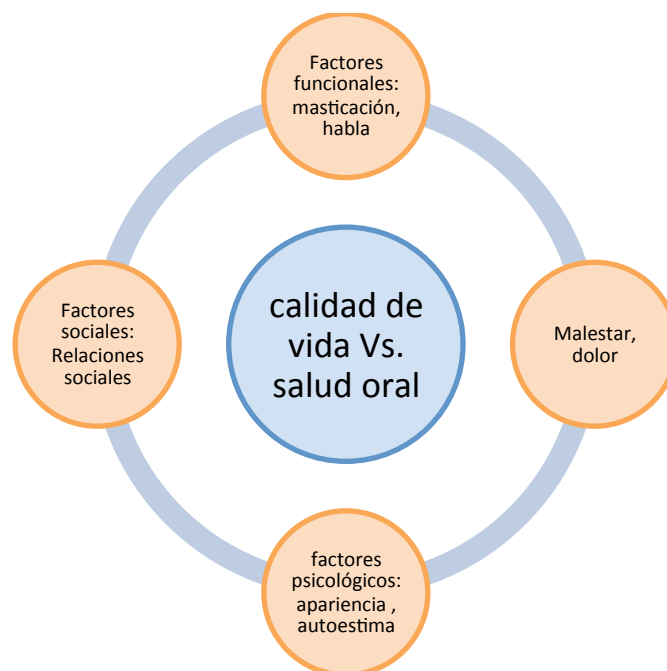 Factores
funcionales:
masticación,
habla
calidad de
vida Vs.
salud oral
Factores
sociales:
Relaciones
sociales
Malestar,
dolor
factores
psicológicos:
apariencia ,
autoestima